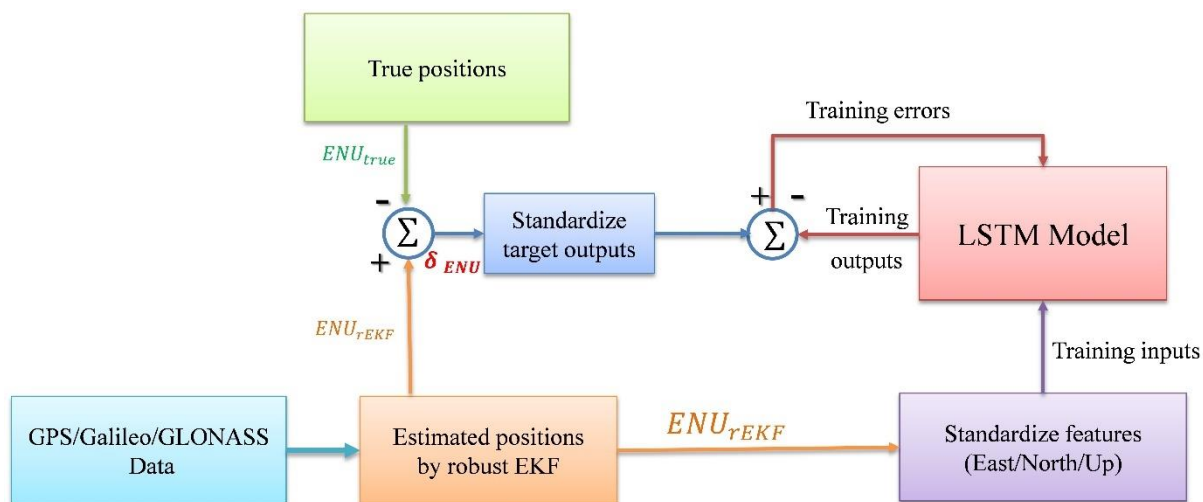 True positions
Training errors
ENU_true
-
+ -
Σ
Standardize
target outputs
Σ
Training
outputs
LSTM Model
+
δ ENU
ENU_rEKF
Training inputs
GPS/Galileo/GLONASS
Data
Estimated positions
by robust EKF
ENU_rEKF
Standardize features
(East/North/Up)